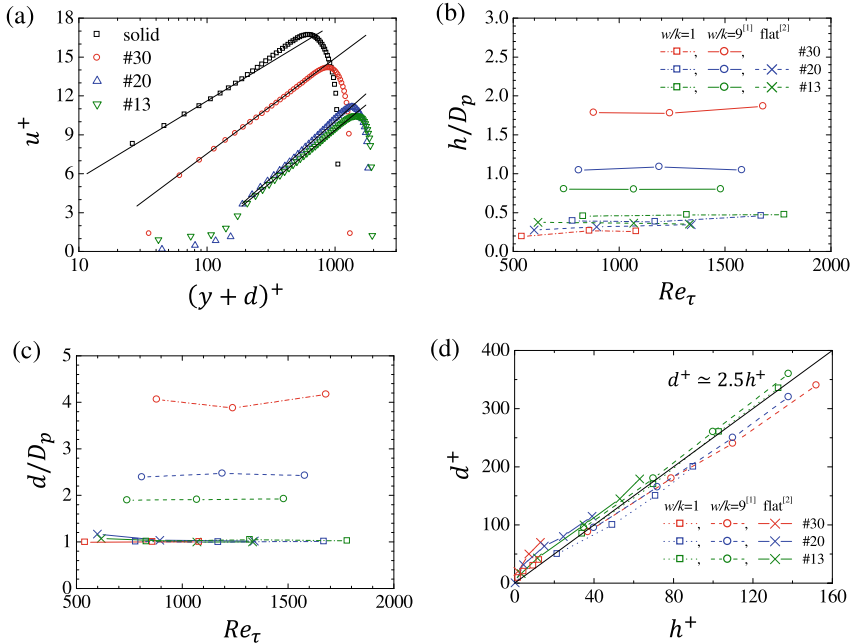 (a)
solid
#30
#20
#13
18
15
12
9
6
3
0
10
100
1000
u⁺
(y + d)⁺
(b)
w/k=1 w/k=9[1] flat[2]
, , #30
, , #20
, , #13
3.0
2.5
2.0
1.5
1.0
0.5
0.0
500
1000
1500
2000
h/Dp
Reτ
(c)
5
4
3
2
1
0
500
1000
1500
2000
d/Dp
Reτ
(d)
d⁺ ≃ 2.5h⁺
400
300
200
100
0
w/k=1 w/k=9[1] flat[2]
, , #30
, , #20
, , #13
0
40
80
120
160
d⁺
h⁺